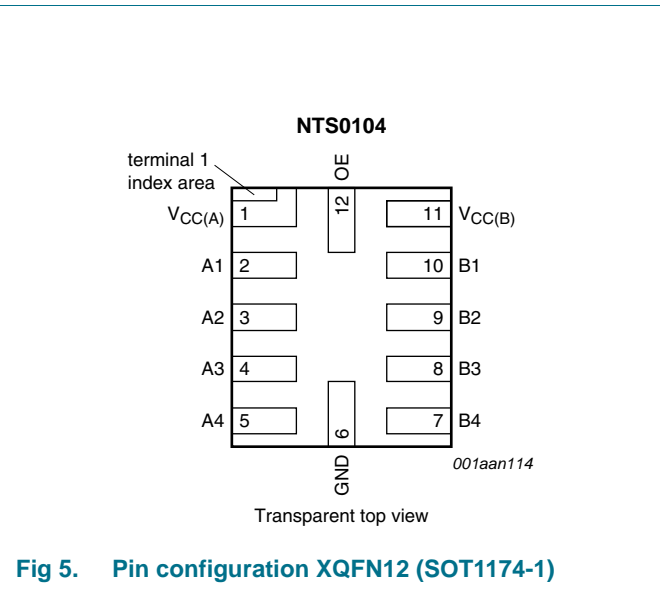 NTS0104
terminal 1
index area
OE
12
VCC(A) 1
11 VCC(B)
A1 2
10 B1
A2 3
9 B2
A3 4
8 B3
A4 5
7 B4
6
GND
001aan114
Transparent top view
Fig 5. Pin configuration XQFN12 (SOT1174-1)